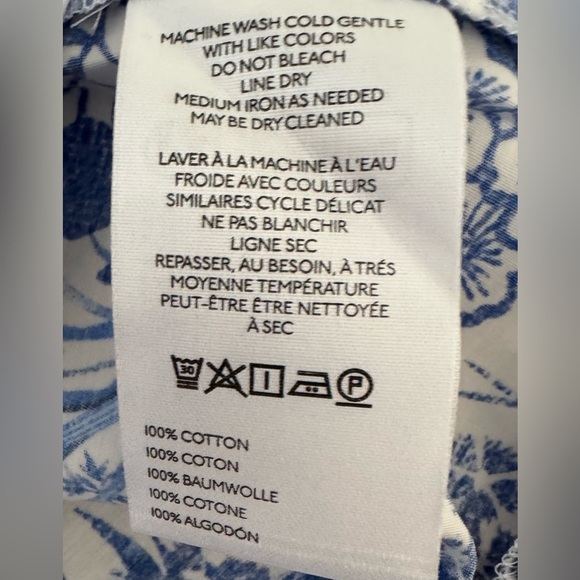 MACHINE WASH COLD GENTLE
WITH LIKE COLORS
DO NOT BLEACH
LINE DRY
MEDIUM IRON AS NEEDED
MAY BE DRY CLEANED
LAVER À LA MACHINE À L'EAU
FROIDE AVEC COULEURS
SIMILAIRES CYCLE DÉLICAT
NE PAS BLANCHIR
LIGNE SEC
REPASSER, AU BESOIN, À TRÉS
MOYENNE TEMPÉRATURE
PEUT-ÊTRE ÊTRE NETTOYÉE
À SEC
30 P
100% COTTON
100% COTON
100% BAUMWOLLE
100% COTONE
100% ALGODÓN